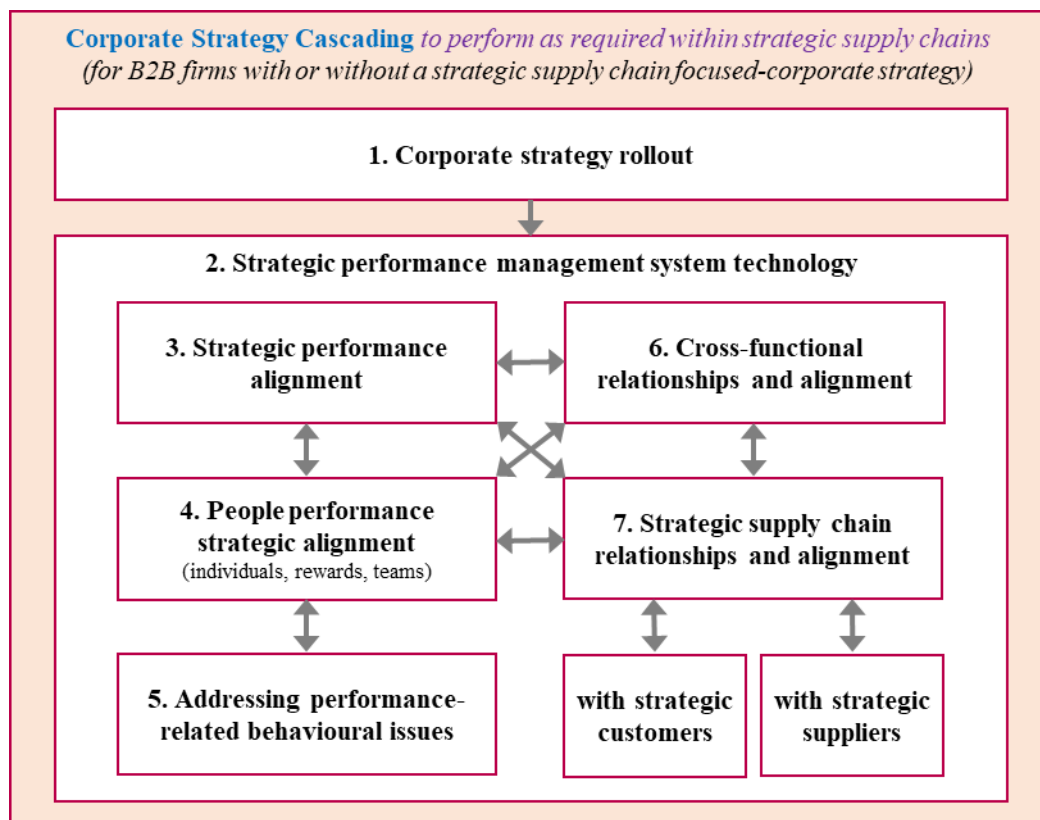 Corporate Strategy Cascading to perform as required within strategic supply chains
(for B2B firms with or without a strategic supply chain focused-corporate strategy)
1. Corporate strategy rollout
2. Strategic performance management system technology
3. Strategic performance
alignment
6. Cross-functional
relationships and alignment
4. People performance
strategic alignment
(individuals, rewards, teams)
7. Strategic supply chain
relationships and alignment
5. Addressing performance-
related behavioural issues
with strategic
customers
with strategic
suppliers